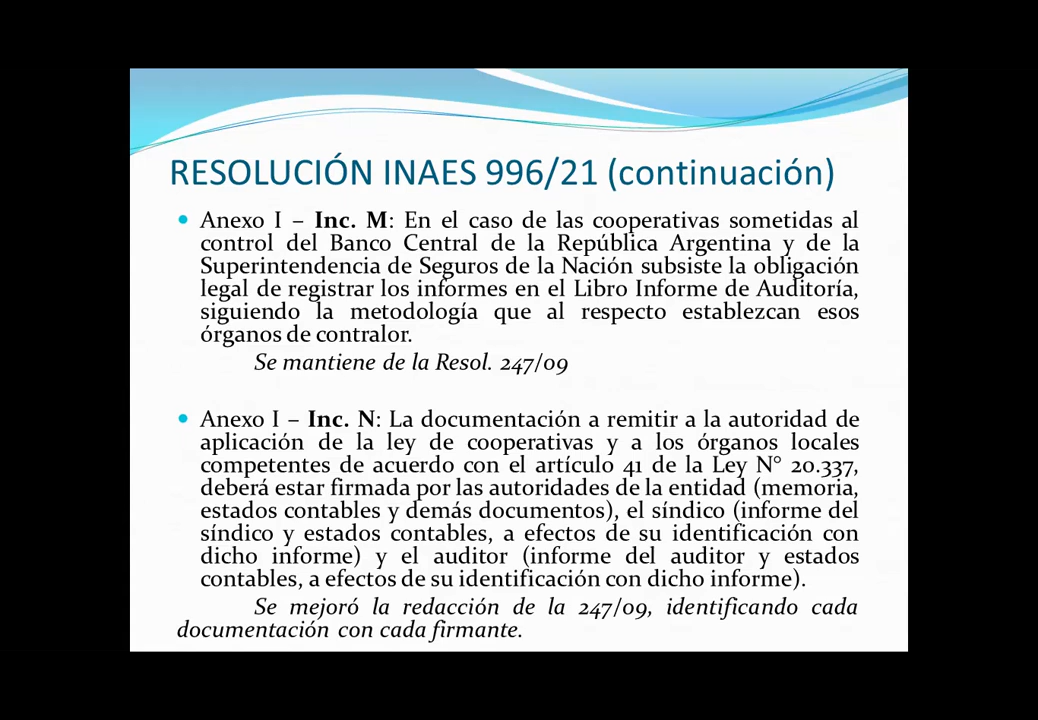 RESOLUCIÓN INAES 996/21 (continuación)
• Anexo I – Inc. M: En el caso de las cooperativas sometidas al
control del Banco Central de la República Argentina y de la
Superintendencia de Seguros de la Nación subsiste la obligación
legal de registrar los informes en el Libro Informe de Auditoría,
siguiendo la metodología que al respecto establezcan esos
órganos de contralor.
Se mantiene de la Resol. 247/09
• Anexo I – Inc. N: La documentación a remitir a la autoridad de
aplicación de la ley de cooperativas y a los órganos locales
competentes de acuerdo con el artículo 41 de la Ley N° 20.337,
deberá estar firmada por las autoridades de la entidad (memoria,
estados contables y demás documentos), el síndico (informe del
síndico y estados contables, a efectos de su identificación con
dicho informe) y el auditor (informe del auditor y estados
contables, a efectos de su identificación con dicho informe).
Se mejoró la redacción de la 247/09, identificando cada
documentación con cada firmante.